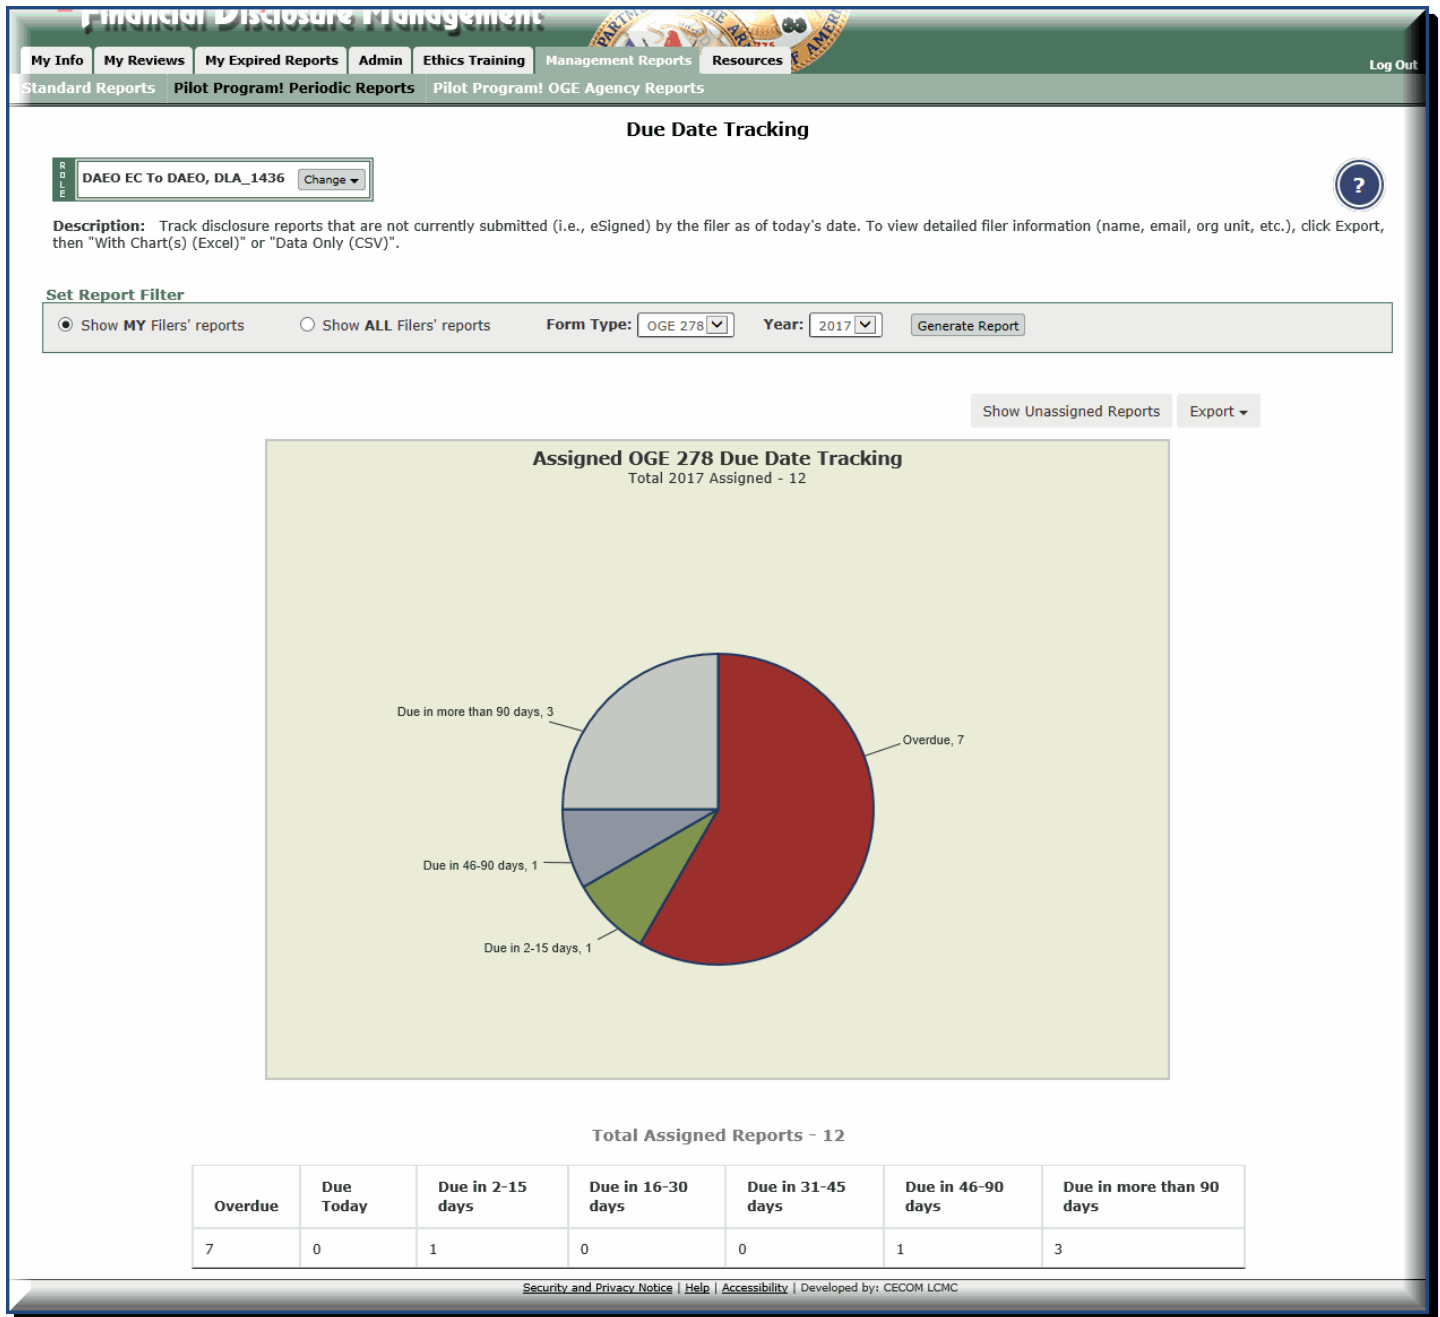 Financial Disclosure Management
My Info My Reviews My Expired Reports Admin Ethics Training Management Reports Resources Log Out
Standard Reports Pilot Program! Periodic Reports Pilot Program! OGE Agency Reports
Due Date Tracking
ROLE DAEO EC To DAEO, DLA_1436 Change
?
Description: Track disclosure reports that are not currently submitted (i.e., eSigned) by the filer as of today's date. To view detailed filer information (name, email, org unit, etc.), click Export,
then "With Chart(s) (Excel)" or "Data Only (CSV)".
Set Report Filter
Show MY Filers' reports Show ALL Filers' reports Form Type: OGE 278 Year: 2017 Generate Report
Show Unassigned Reports Export
Assigned OGE 278 Due Date Tracking
Total 2017 Assigned - 12
Due in more than 90 days, 3
Overdue, 7
Due in 46-90 days, 1
Due in 2-15 days, 1
Total Assigned Reports - 12
Overdue Due Today Due in 2-15 days Due in 16-30 days Due in 31-45 days Due in 46-90 days Due in more than 90 days
7 0 1 0 0 1 3
Security and Privacy Notice | Help | Accessibility | Developed by: CECOM LCMC